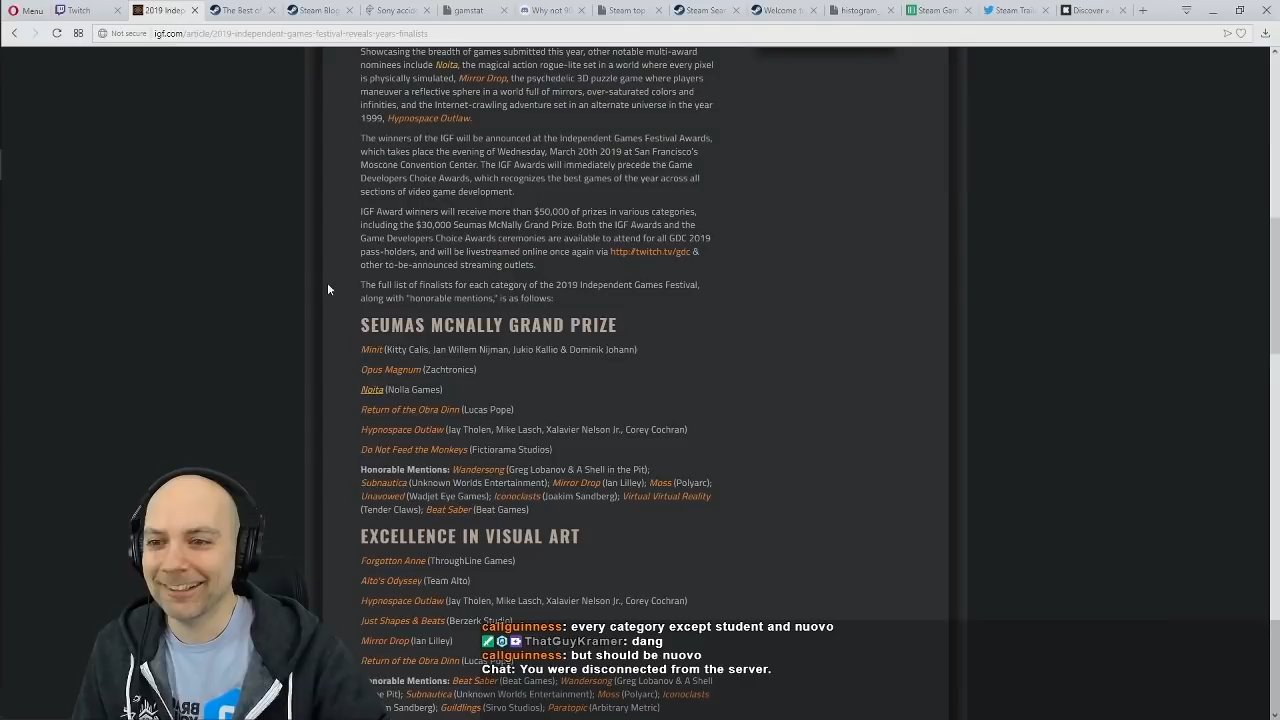 Menu
Twitch
2019 Indep
The Best of
Steam Blog
Sony accid
gamstat
Why not 9
Steam top
Steam Sea
Welcome t
histogram_
Steam Gam
Steam Trai
Discover »
Not secure igf.com/article/2019-independent-games-festival-reveals-years-finalists
Showcasing the breadth of games submitted this year, other notable multi-award
nominees include Noita, the magical action rogue-lite set in a world where every pixel
is physically simulated, Mirror Drop, the psychedelic 3D puzzle game where players
maneuver a reflective sphere in a world full of mirrors, over-saturated colors and
infinities, and the Internet-crawling adventure set in an alternate universe in the year
1999, Hypnospace Outlaw.
The winners of the IGF will be announced at the Independent Games Festival Awards,
which takes place the evening of Wednesday, March 20th 2019 at San Francisco's
Moscone Convention Center. The IGF Awards will immediately precede the Game
Developers Choice Awards, which recognizes the best games of the year across all
sections of video game development.
IGF Award winners will receive more than $50,000 of prizes in various categories,
including the $30,000 Seumas McNally Grand Prize. Both the IGF Awards and the
Game Developers Choice Awards ceremonies are available to attend for all GDC 2019
pass-holders, and will be livestreamed online once again via http://twitch.tv/gdc &
other to-be-announced streaming outlets.
The full list of finalists for each category of the 2019 Independent Games Festival,
along with "honorable mentions," is as follows:
SEUMAS MCNALLY GRAND PRIZE
Minit (Kitty Calis, Jan Willem Nijman, Jukio Kallio & Dominik Johann)
Opus Magnum (Zachtronics)
Noita (Nolla Games)
Return of the Obra Dinn (Lucas Pope)
Hypnospace Outlaw (Jay Tholen, Mike Lasch, Xalavier Nelson Jr., Corey Cochran)
Do Not Feed the Monkeys (Fictiorama Studios)
Honorable Mentions: Wandersong (Greg Lobanov & A Shell in the Pit);
Subnautica (Unknown Worlds Entertainment); Mirror Drop (Ian Lilley); Moss (Polyarc);
Unavowed (Wadjet Eye Games); Iconoclasts (Joakim Sandberg); Virtual Virtual Reality
(Tender Claws); Beat Saber (Beat Games)
EXCELLENCE IN VISUAL ART
Forgotton Anne (ThroughLine Games)
Alto's Odyssey (Team Alto)
Hypnospace Outlaw (Jay Tholen, Mike Lasch, Xalavier Nelson Jr., Corey Cochran)
Just Shapes & Beats (Berzerk Studio)
callguinness: every category except student and nuovo
Mirror Drop (Ian Lilley)
ThatGuyKramer: dang
callguinness: but should be nuovo
Return of the Obra Dinn (Lucas Pope)
Chat: You were disconnected from the server.
Honorable Mentions: Beat Saber (Beat Games); Wandersong (Greg Lobanov & A Shell
the Pit); Subnautica (Unknown Worlds Entertainment); Moss (Polyarc); Iconoclasts
Sandberg); Guildlings (Sirvo Studios); Paratopic (Arbitrary Metric)